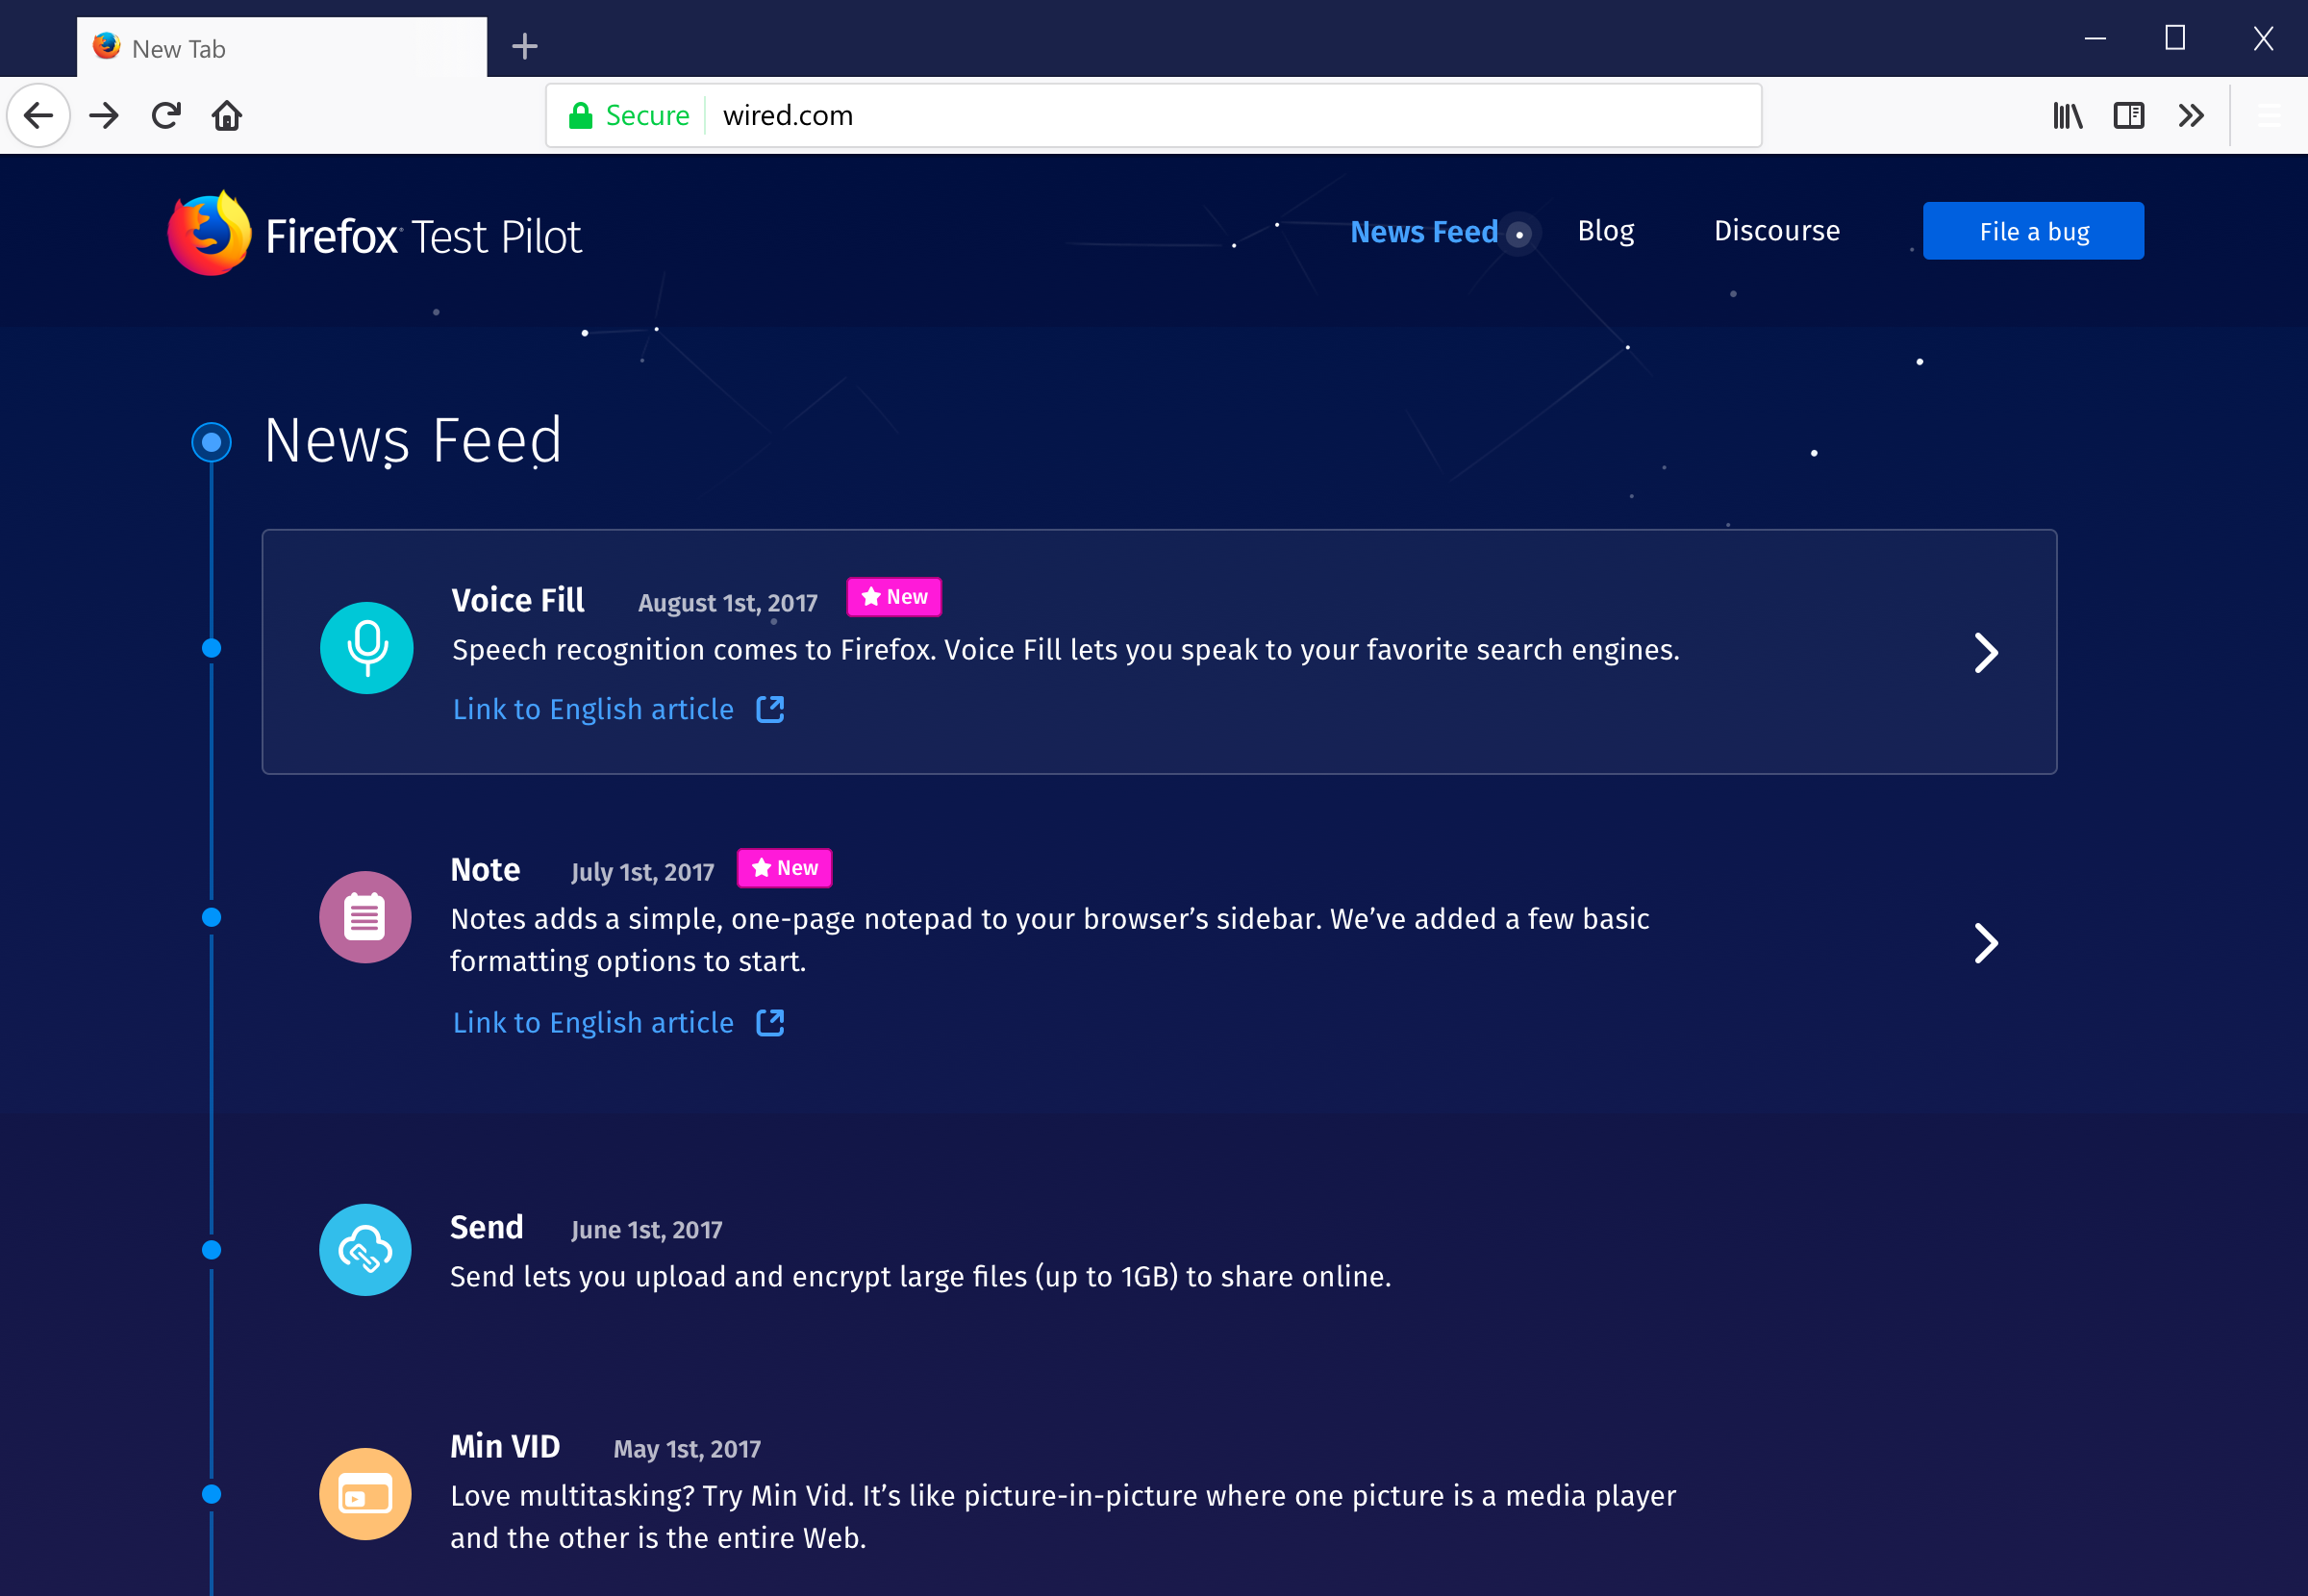 New Tab
Secure wired.com
Firefox Test Pilot
News Feed Blog Discourse File a bug
News Feed
Voice Fill August 1st, 2017 New
Speech recognition comes to Firefox. Voice Fill lets you speak to your favorite search engines.
Link to English article
Note July 1st, 2017 New
Notes adds a simple, one-page notepad to your browser’s sidebar. We’ve added a few basic
formatting options to start.
Link to English article
Send June 1st, 2017
Send lets you upload and encrypt large files (up to 1GB) to share online.
Min VID May 1st, 2017
Love multitasking? Try Min Vid. It’s like picture-in-picture where one picture is a media player
and the other is the entire Web.